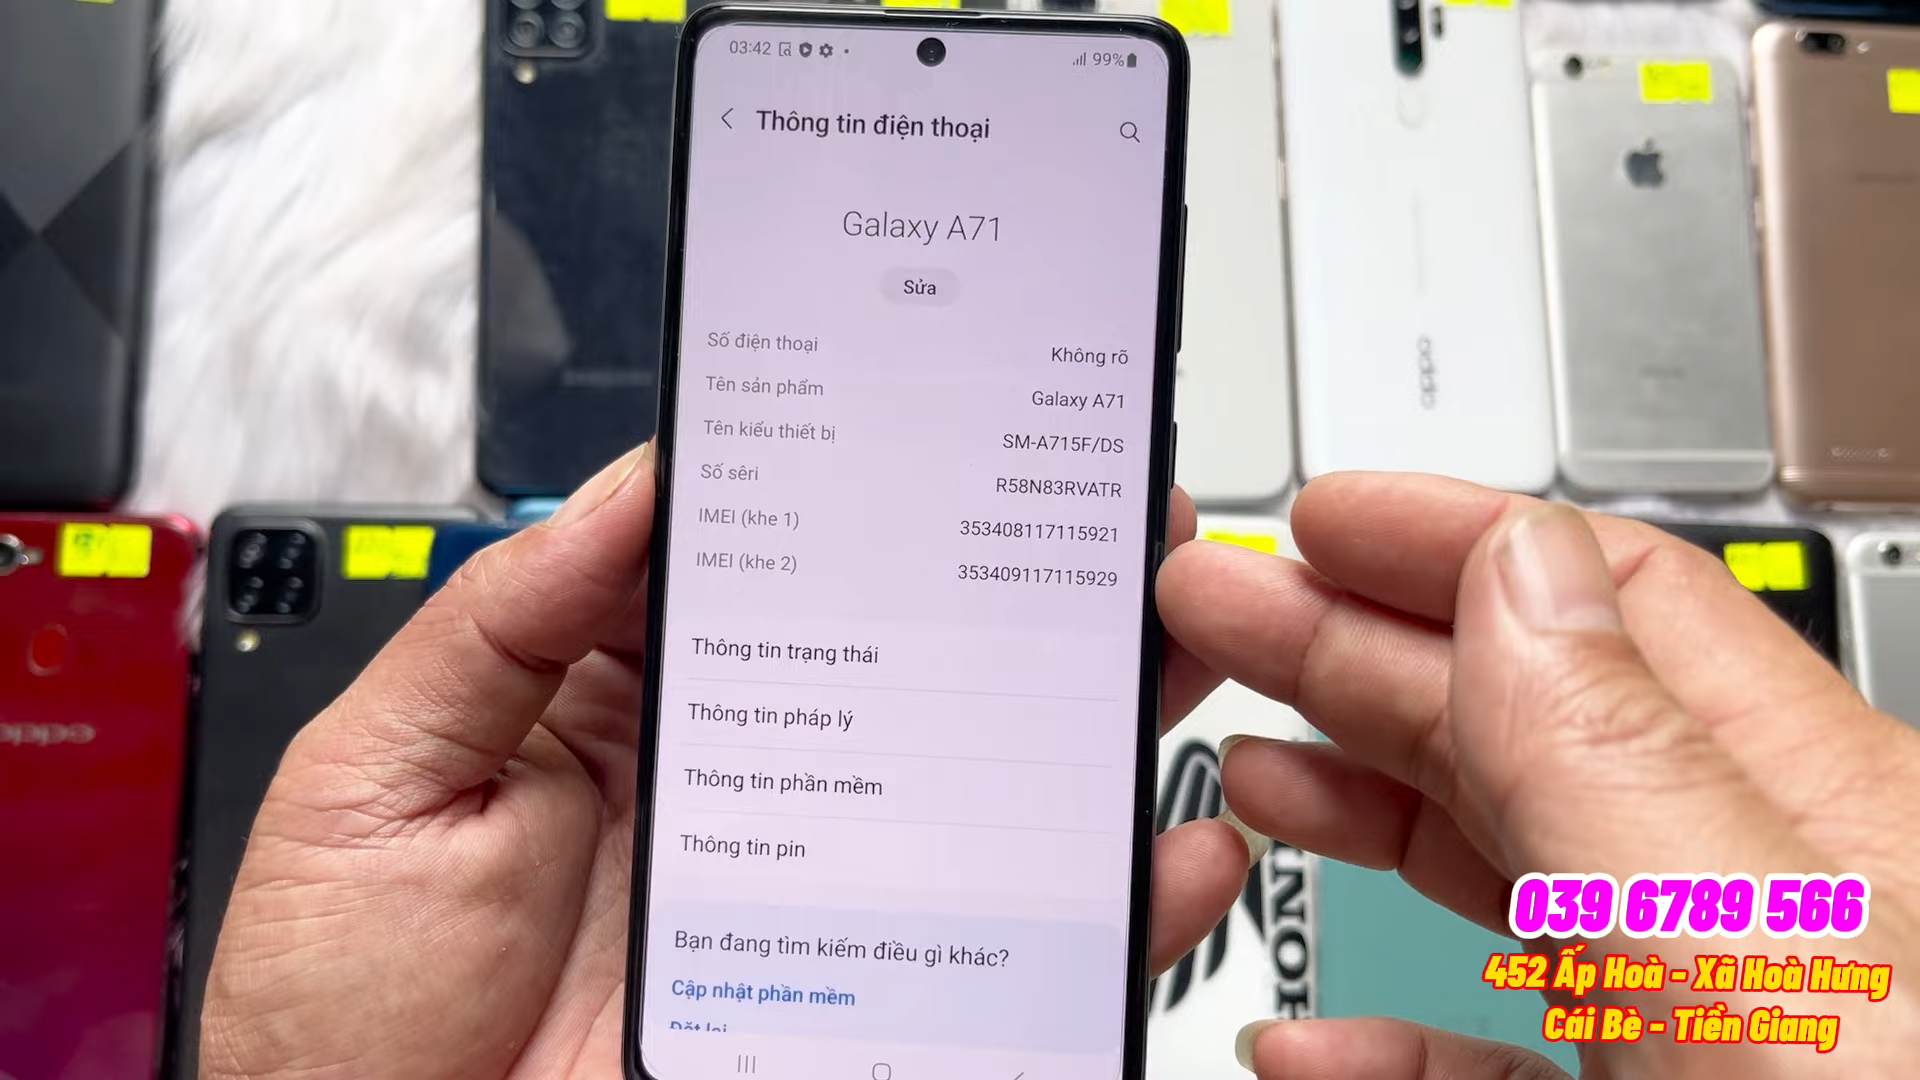 03:42
99%
Thông tin điện thoại
Galaxy A71
Sửa
Số điện thoại Không rõ
Tên sản phẩm Galaxy A71
Tên kiểu thiết bị SM-A715F/DS
Số sêri R58N83RVATR
IMEI (khe 1) 353408117115921
IMEI (khe 2) 353409117115929
Thông tin trạng thái
Thông tin pháp lý
Thông tin phần mềm
Thông tin pin
Bạn đang tìm kiếm điều gì khác?
Cập nhật phần mềm
Đặt lại
oppo
oppo
039 6789 566
452 Ấp Hoà - Xã Hoà Hưng
Cái Bè - Tiền Giang